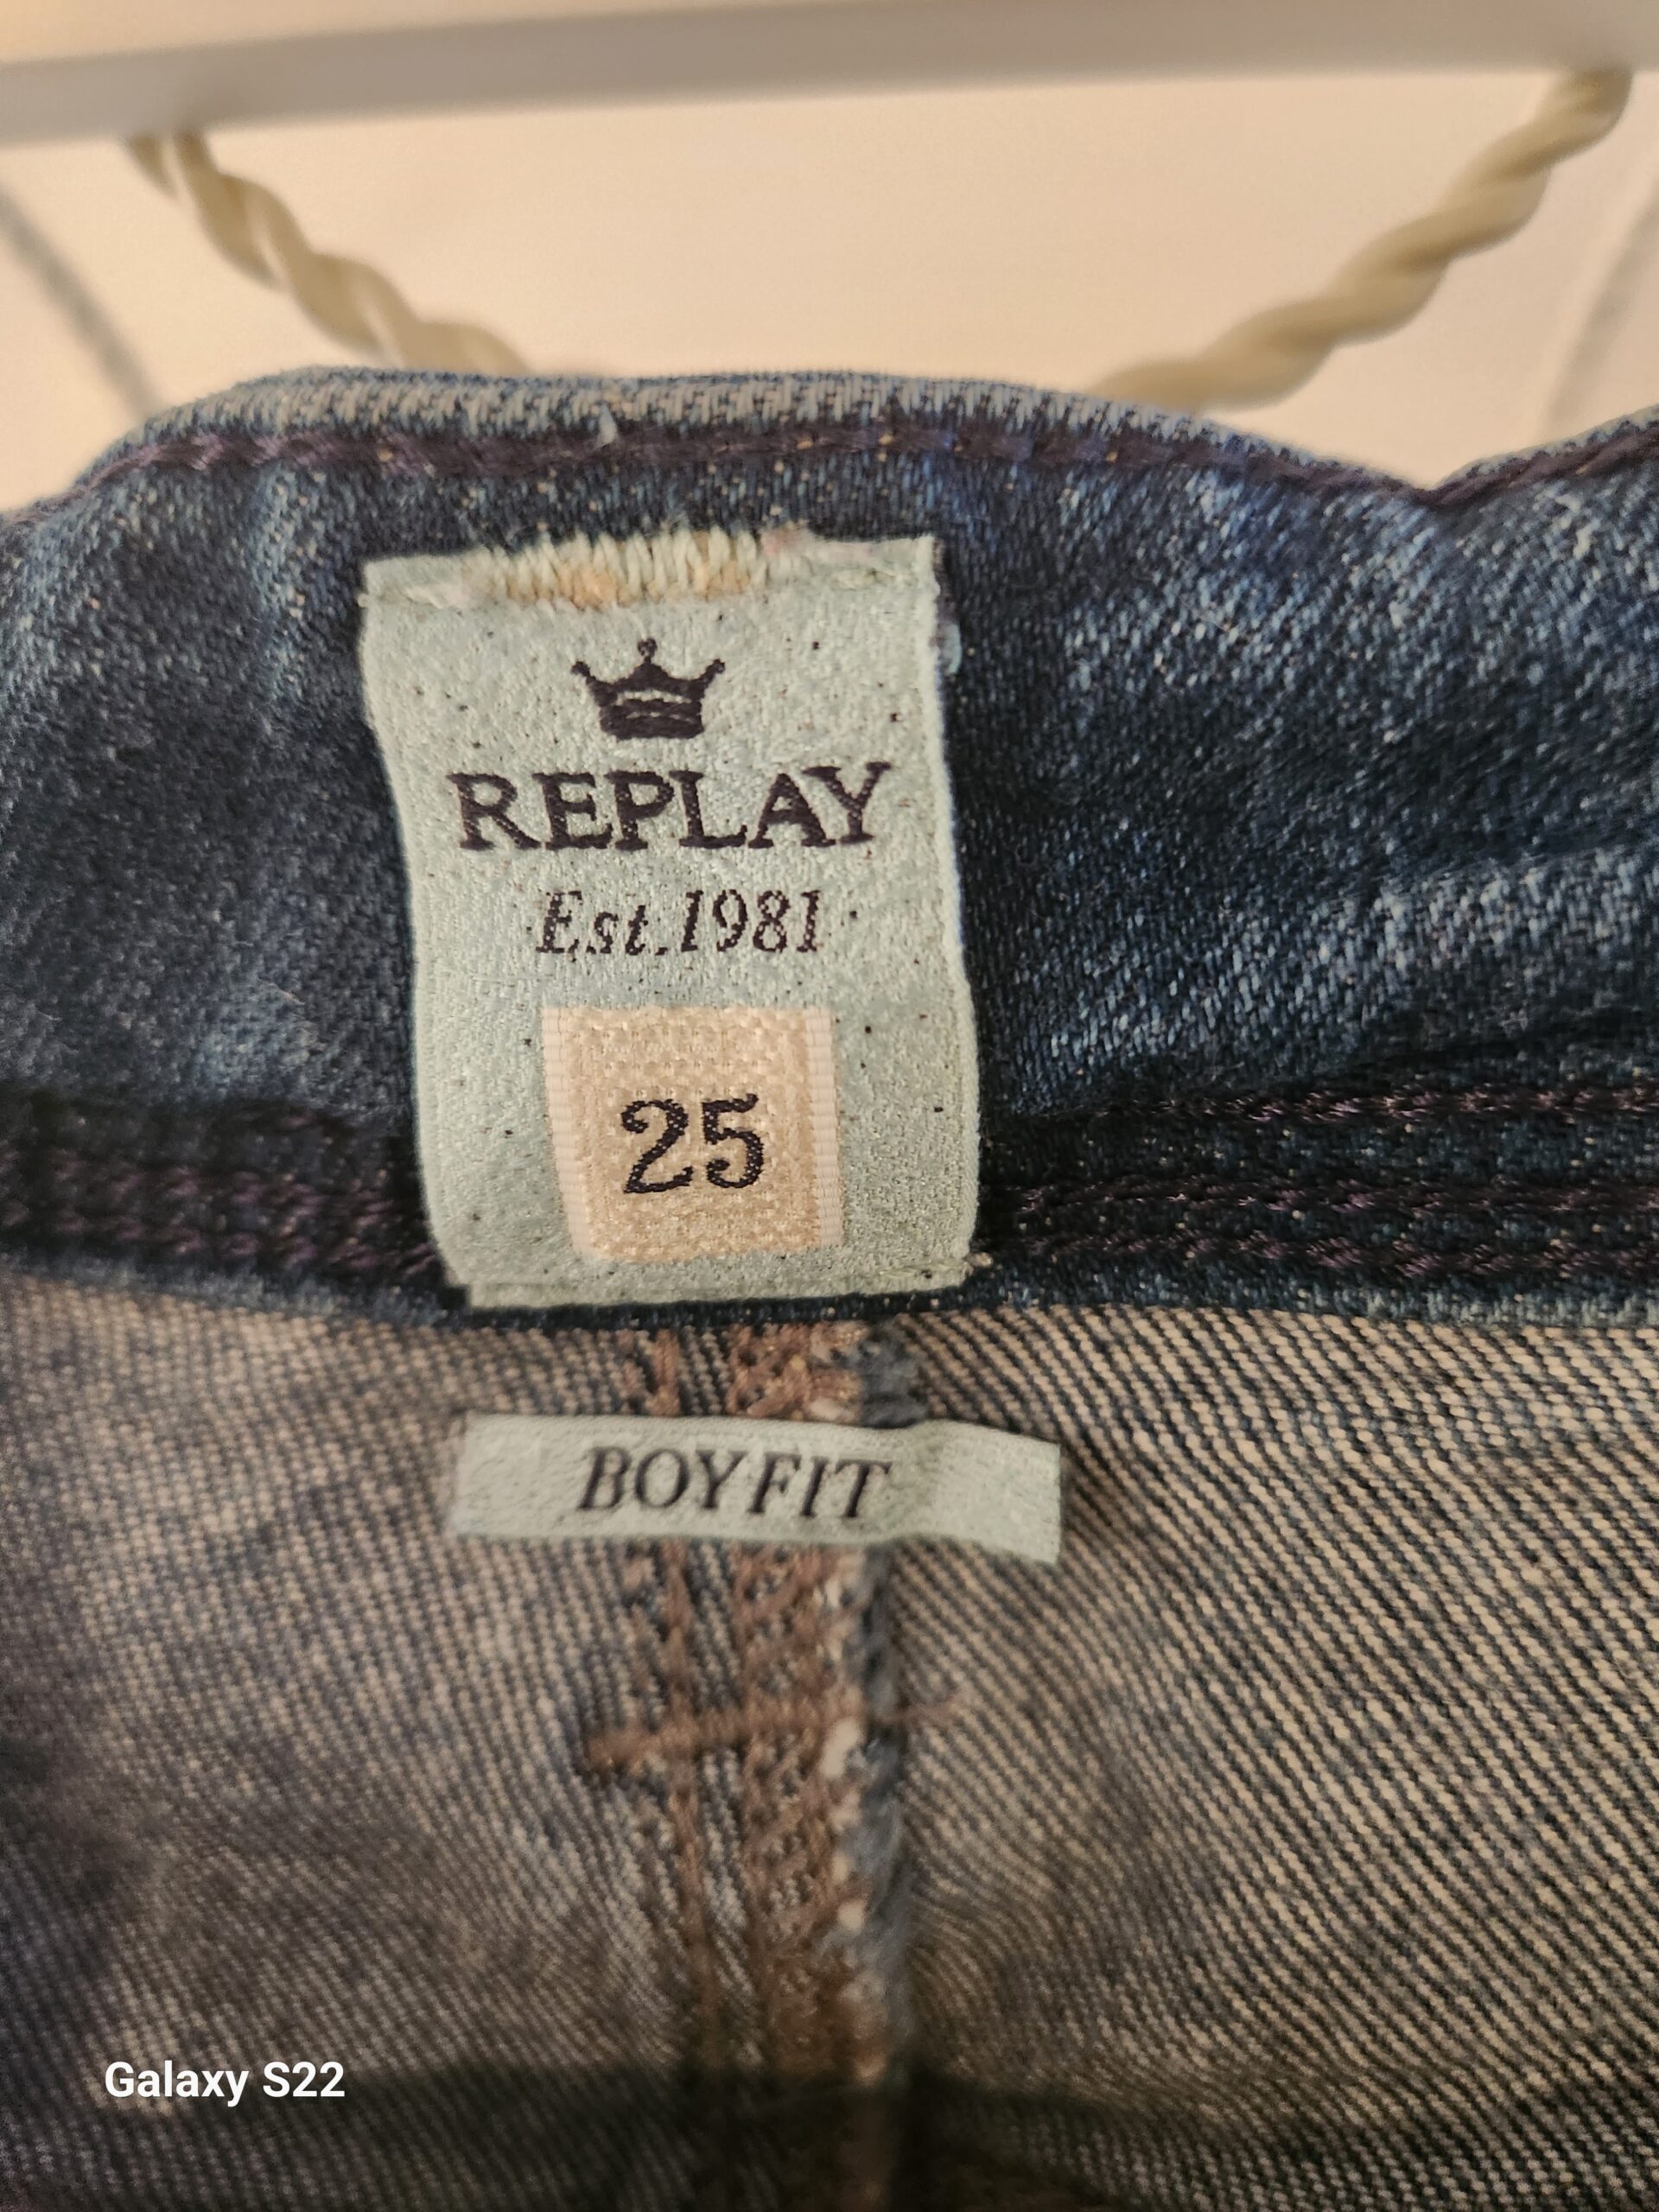 REPLAY
Est.1981
25
BOYFIT
Galaxy S22